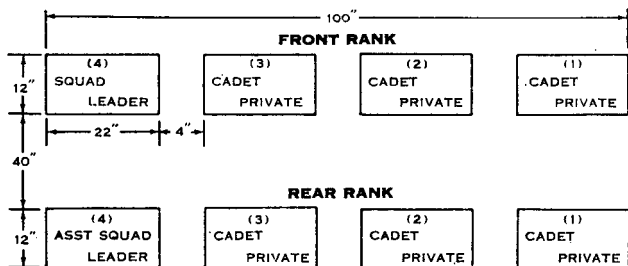 100"
FRONT RANK
(4) (3) (2) (1)
12" SQUAD CADET CADET .CADET
LEADER PRIVATE PRIVATE PRIVATE
22" 4"
40"
REAR RANK
(4) (3) (2) (1)
12" ASST SQUAD CADET CADET CADET
LEADER PRIVATE PRIVATE PRIVATE